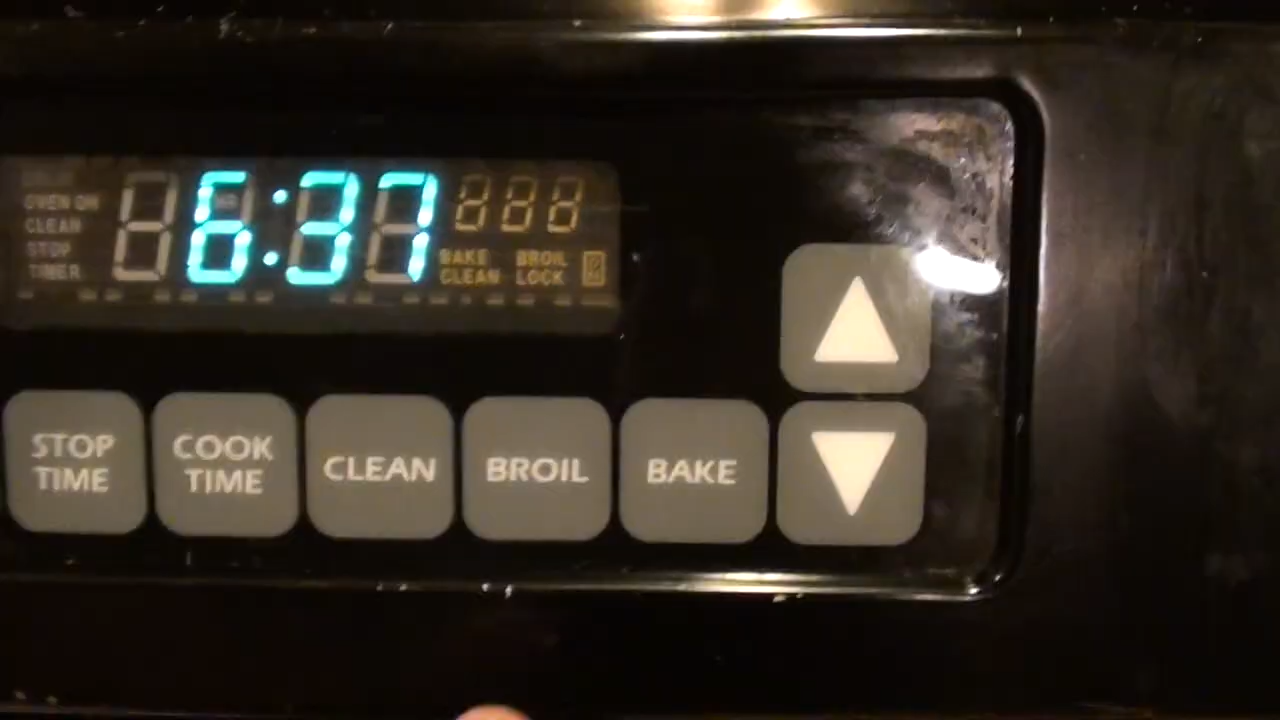 6:37
OVEN ON
CLEAN
STOP
TIMER
BAKE BROIL
CLEAN LOCK
STOP TIME
COOK TIME
CLEAN
BROIL
BAKE